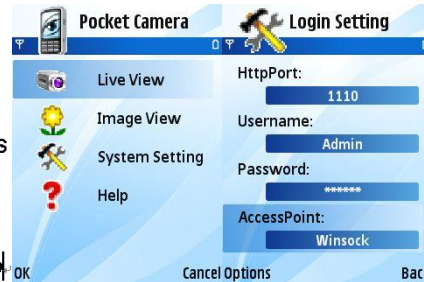 Pocket Camera
Live View
Image View
System Setting
Help
OK
Cancel
Login Setting
HttpPort:
1110
Username:
Admin
Password:
******
AccessPoint:
Winsock
Options
Bac